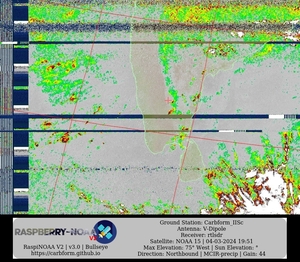 RASPBERRY-NOAA
V2
RaspiNOAA V2 | v3.0 | Bullseye
https://carbform.github.io
Ground Station: Carbform_IISc
Antenna: V-Dipole
Receiver: rtlsdr
Satellite: NOAA 15 | 04-03-2024 19:51
Max Elevation: 75° West | Sun Elevation: °
Direction: Northbound | MCIR-precip | Gain: 44